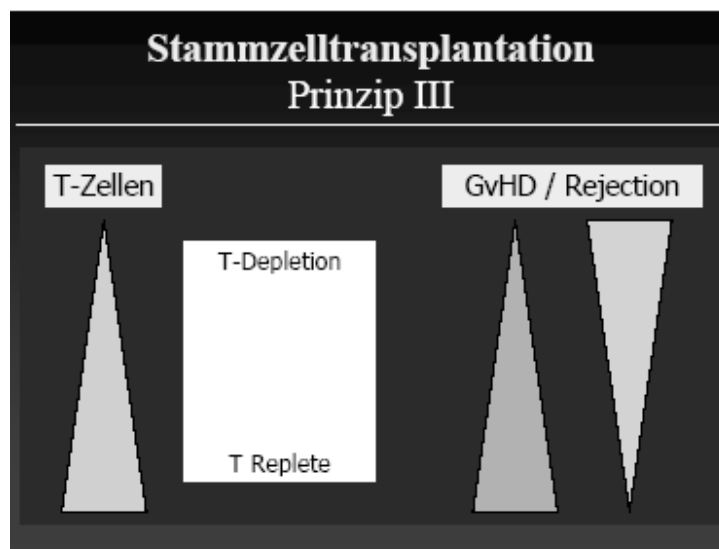 Stammzelltransplantation
Prinzip III
T-Zellen
GvHD / Rejection
T-Depletion
T Replete